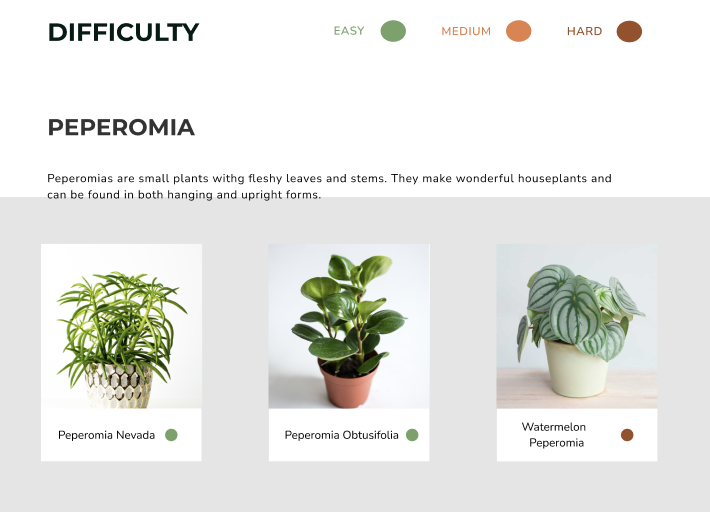 DIFFICULTY
EASY
MEDIUM
HARD
PEPEROMIA
Peperomias are small plants withg fleshy leaves and stems. They make wonderful houseplants and
can be found in both hanging and upright forms.
Peperomia Nevada
Peperomia Obtusifolia
Watermelon
Peperomia